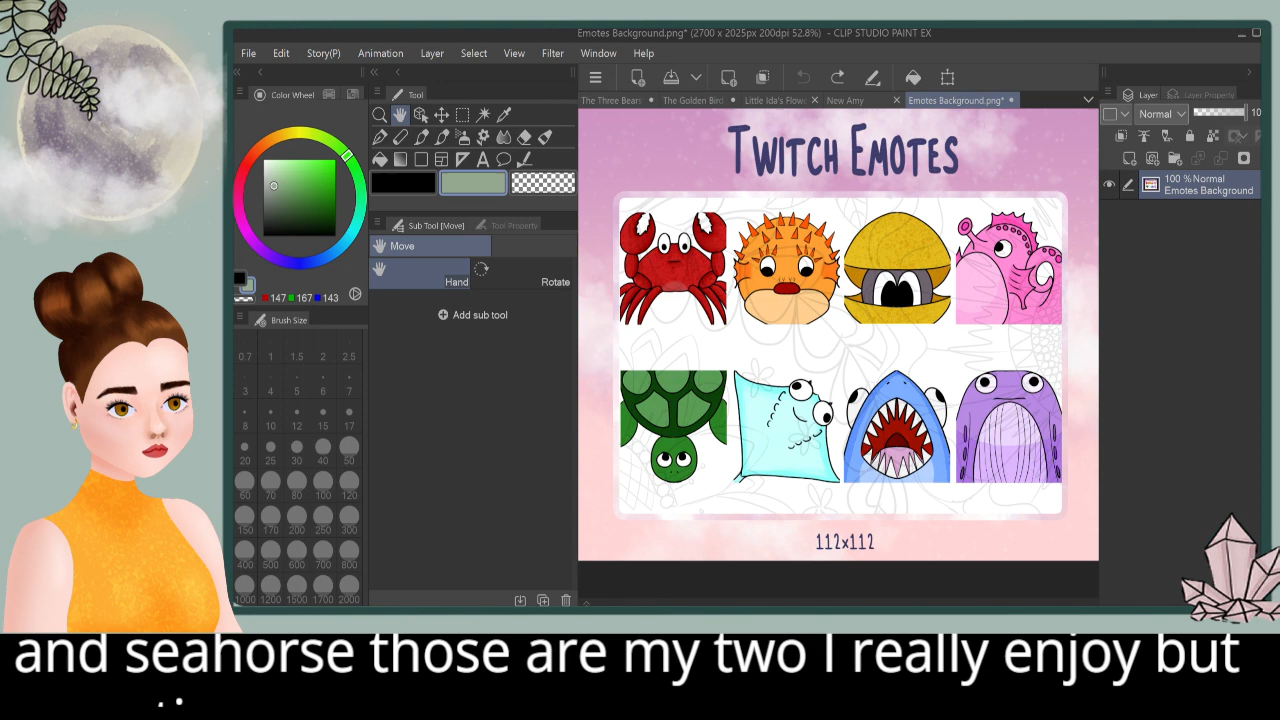 Emotes Background.png* (2700 x 2025px 200dpi 52.8%) - CLIP STUDIO PAINT EX
File Edit Story(P) Animation Layer Select View Filter Window Help
Color Wheel
Tool
The Three Bears
The Golden Bird
Little Ida's Flow
New Amy
Emotes Background.png*
Layer
Layer Property
Normal
10
100 % Normal
Emotes Background
Sub Tool [Move]
Tool Property
Move
Hand
Rotate
Add sub tool
147 167 143
Brush Size
0.7 1 1.5 2 2.5
3 4 5 6 7
8 10 12 15 17
20 25 30 40 50
60 70 80 100 120
150 170 200 250 300
400 500 600 700 800
1000 1200 1500 1700 2000
Twitch Emotes
112x112
and seahorse those are my two I really enjoy but